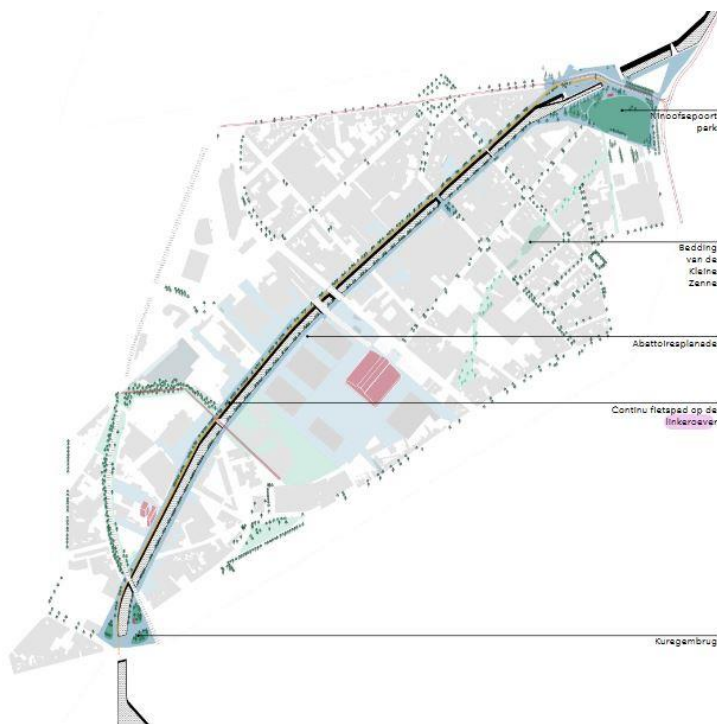 Ninoofsepoort
park
Bedding
van de
Kleine
Zenne
Abattoiresplanade
Continu fietspad op de
linkeroever
Kuregembrug